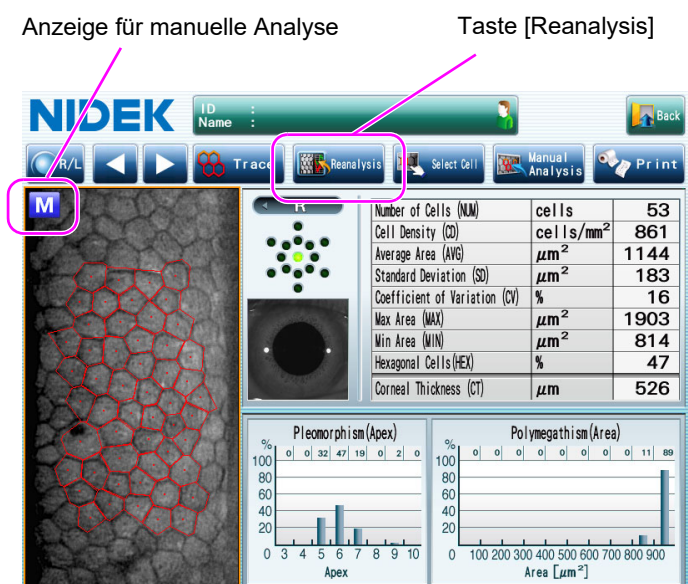 Anzeige für manuelle Analyse
Taste [Reanalysis]
NIDEK
ID :
Name :
Back
R/L
Trace
Reanalysis
Select Cell
Manual
Analysis
Print
M
R
Number of Cells (NUM) cells 53
Cell Density (CD) cells/mm² 861
Average Area (AVG) μm² 1144
Standard Deviation (SD) μm² 183
Coefficient of Variation (CV) % 16
Max Area (MAX) μm² 1903
Min Area (MIN) μm² 814
Hexagonal Cells(HEX) % 47
Corneal Thickness (CT) μm 526
Pleomorphism(Apex)
%
0 0 32 47 19 0 2 0
100
80
60
40
20
0 3 4 5 6 7 8 9 10
Apex
Polymegathism(Area)
%
0 0 0 0 0 0 0 0 11 89
100
80
60
40
20
0 100 200 300 400 500 600 700 800 900
Area [μm²]